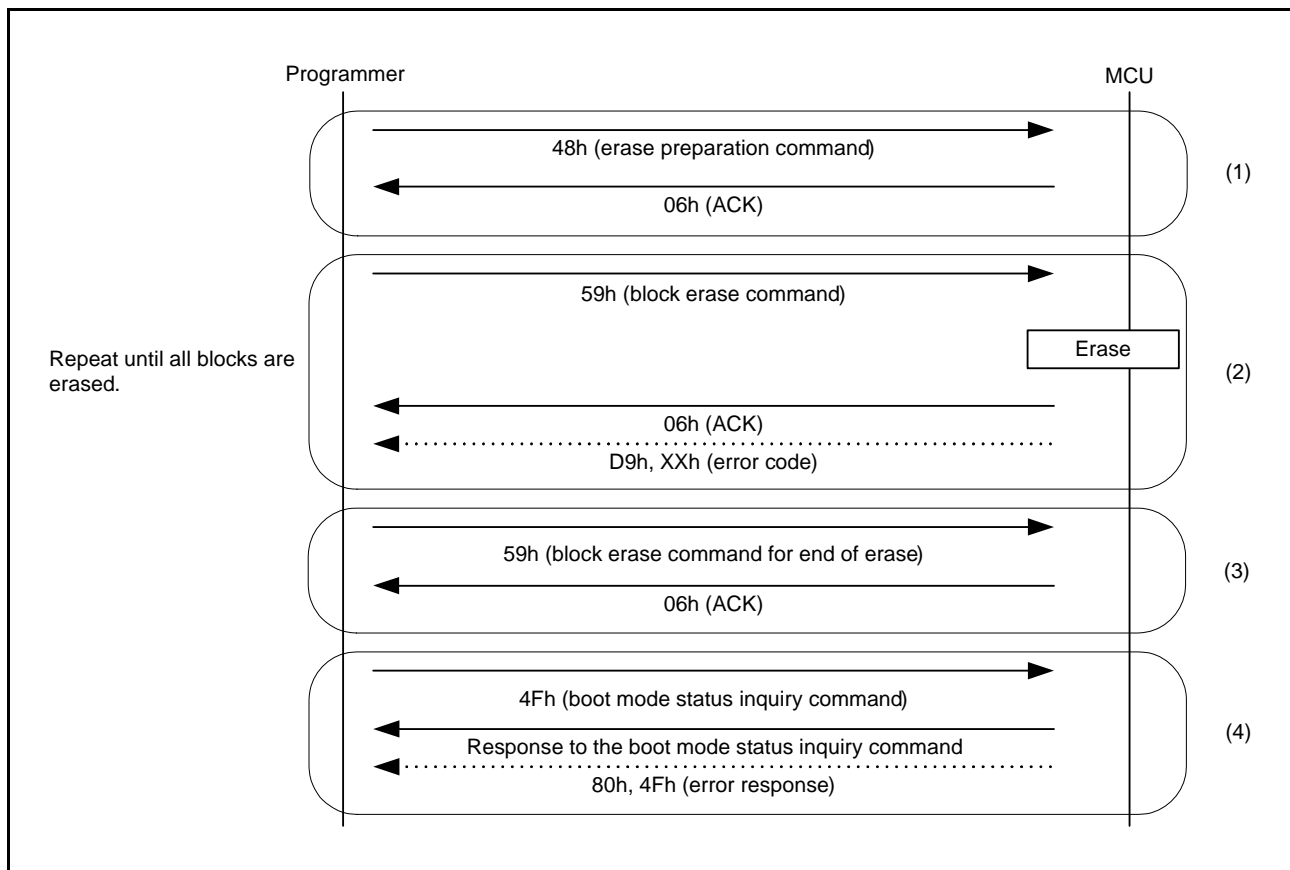 Programmer
MCU
48h (erase preparation command)
06h (ACK)
(1)
59h (block erase command)
Erase
Repeat until all blocks are
erased.
06h (ACK)
D9h, XXh (error code)
(2)
59h (block erase command for end of erase)
06h (ACK)
(3)
4Fh (boot mode status inquiry command)
Response to the boot mode status inquiry command
80h, 4Fh (error response)
(4)